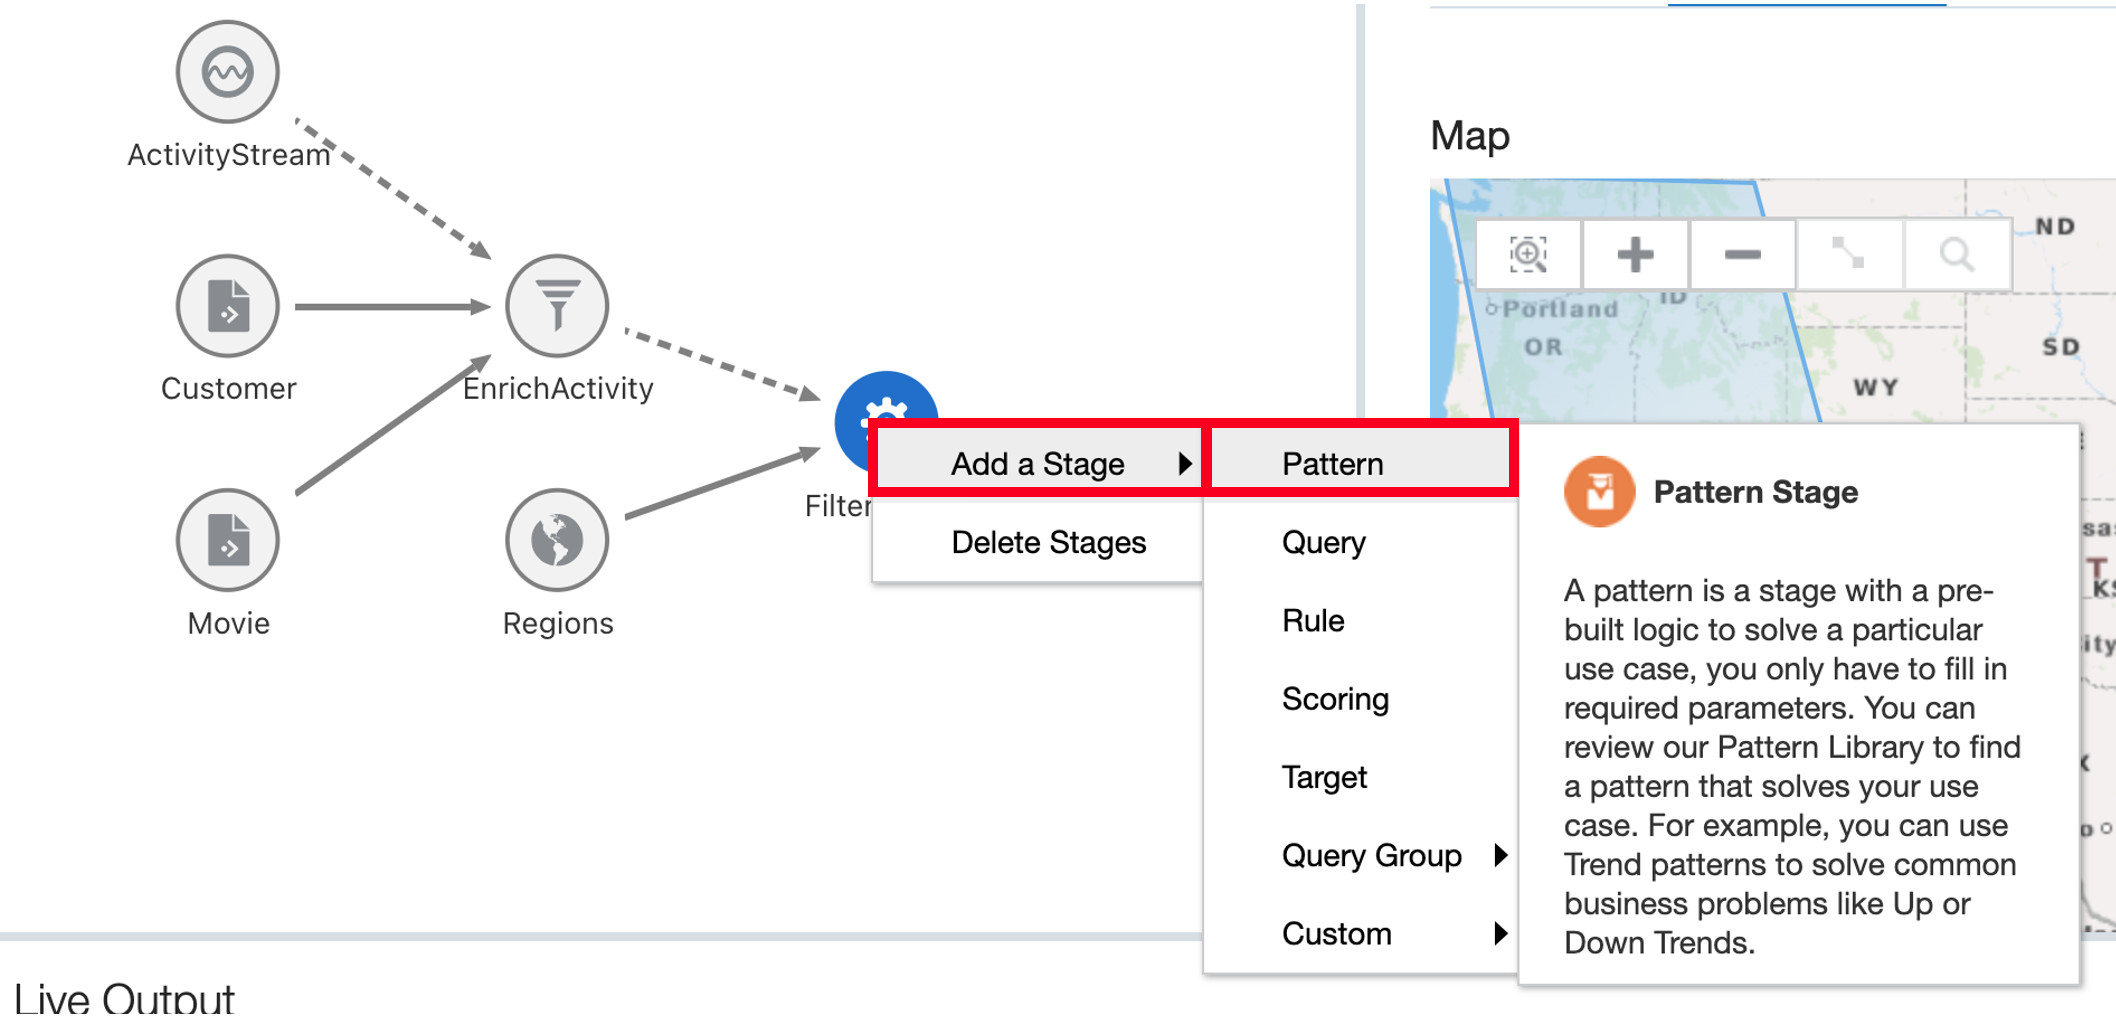 ActivityStream
Customer
EnrichActivity
Movie
Regions
Filter
Add a Stage
Delete Stages
Pattern
Query
Rule
Scoring
Target
Query Group
Custom
Map
ND
Portland
ID
OR
SD
WY
KS
Pattern Stage
A pattern is a stage with a pre-
built logic to solve a particular
use case, you only have to fill in
required parameters. You can
review our Pattern Library to find
a pattern that solves your use
case. For example, you can use
Trend patterns to solve common
business problems like Up or
Down Trends.
Live Output